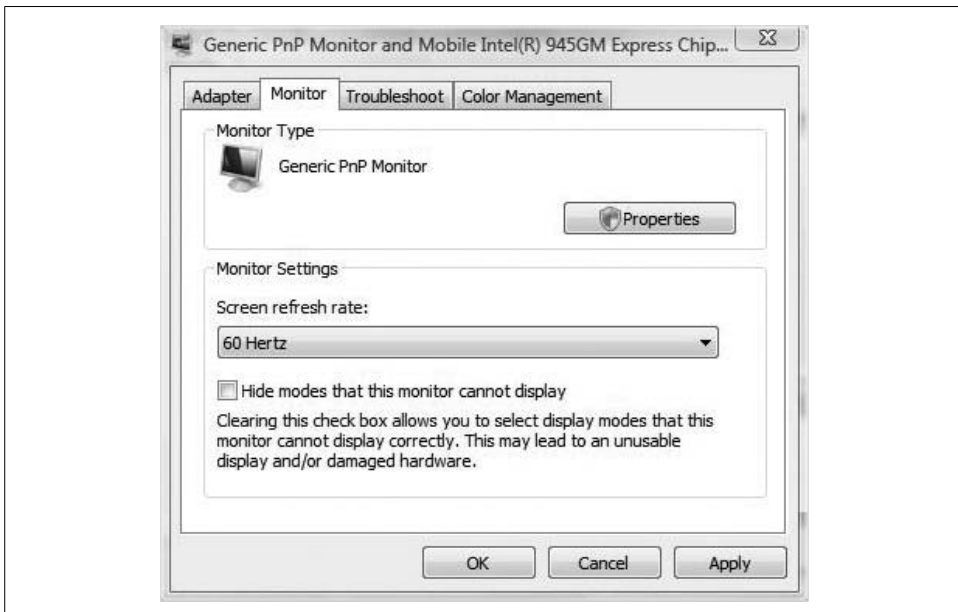 Generic PnP Monitor and Mobile Intel(R) 945GM Express Chip...
Adapter Monitor Troubleshoot Color Management
Monitor Type
Generic PnP Monitor
Properties
Monitor Settings
Screen refresh rate:
60 Hertz
Hide modes that this monitor cannot display
Clearing this check box allows you to select display modes that this
monitor cannot display correctly. This may lead to an unusable
display and/or damaged hardware.
OK Cancel Apply